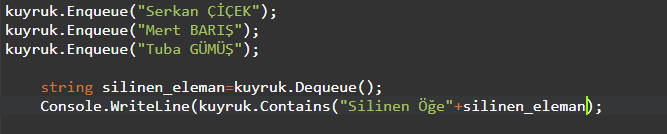 kuyruk.Enqueue("Serkan ÇİÇEK");
kuyruk.Enqueue("Mert BARIŞ");
kuyruk.Enqueue("Tuba GÜMÜŞ");
string silinen_eleman=kuyruk.Dequeue();
Console.WriteLine(kuyruk.Contains("Silinen Öğe"+silinen_eleman);